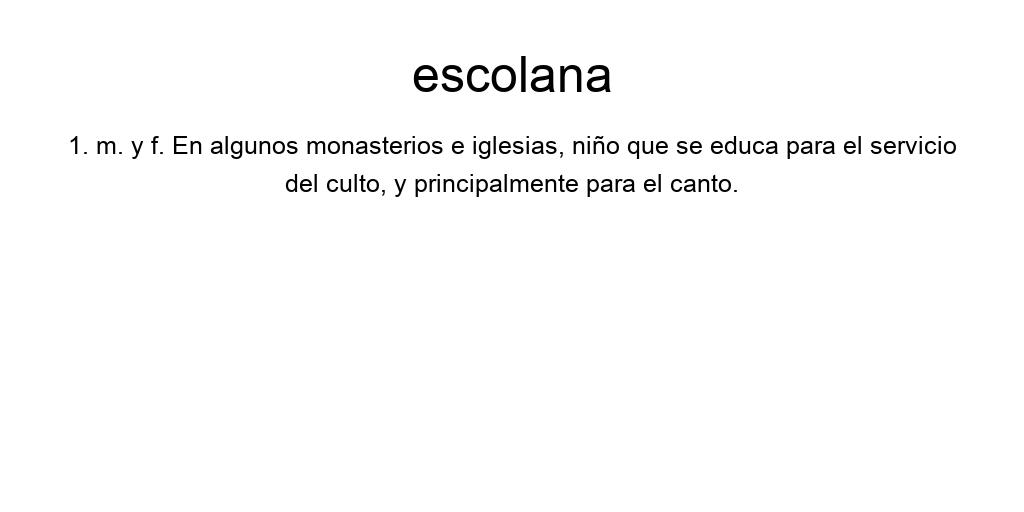 escolana
1. m. y f. En algunos monasterios e iglesias, niño que se educa para el servicio
del culto, y principalmente para el canto.